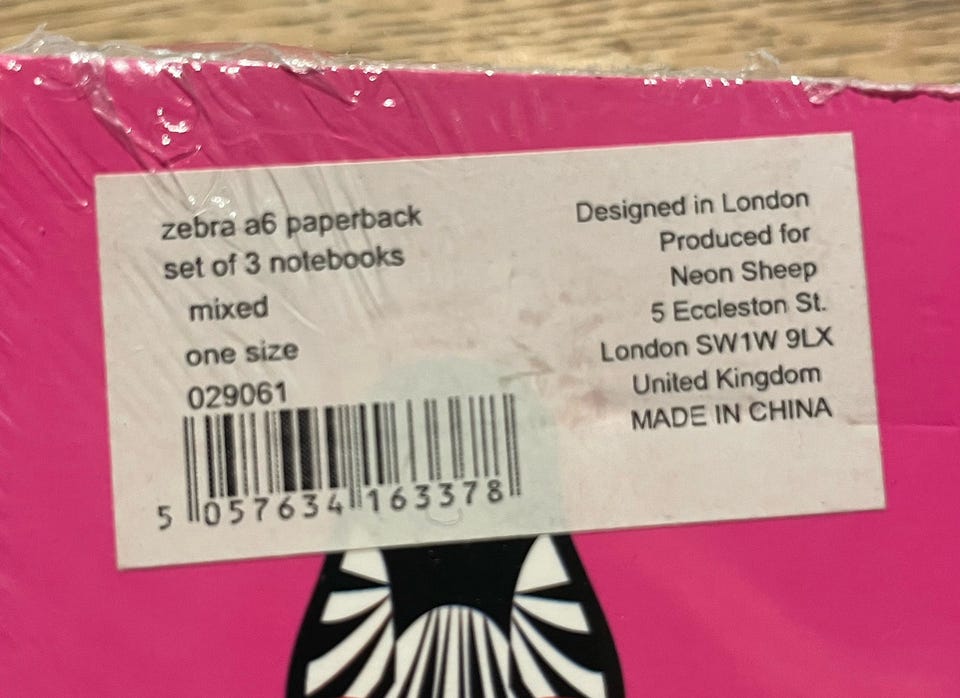 zebra a6 paperback
set of 3 notebooks
mixed
one size
029061
5 057634 163378
Designed in London
Produced for
Neon Sheep
5 Eccleston St.
London SW1W 9LX
United Kingdom
MADE IN CHINA